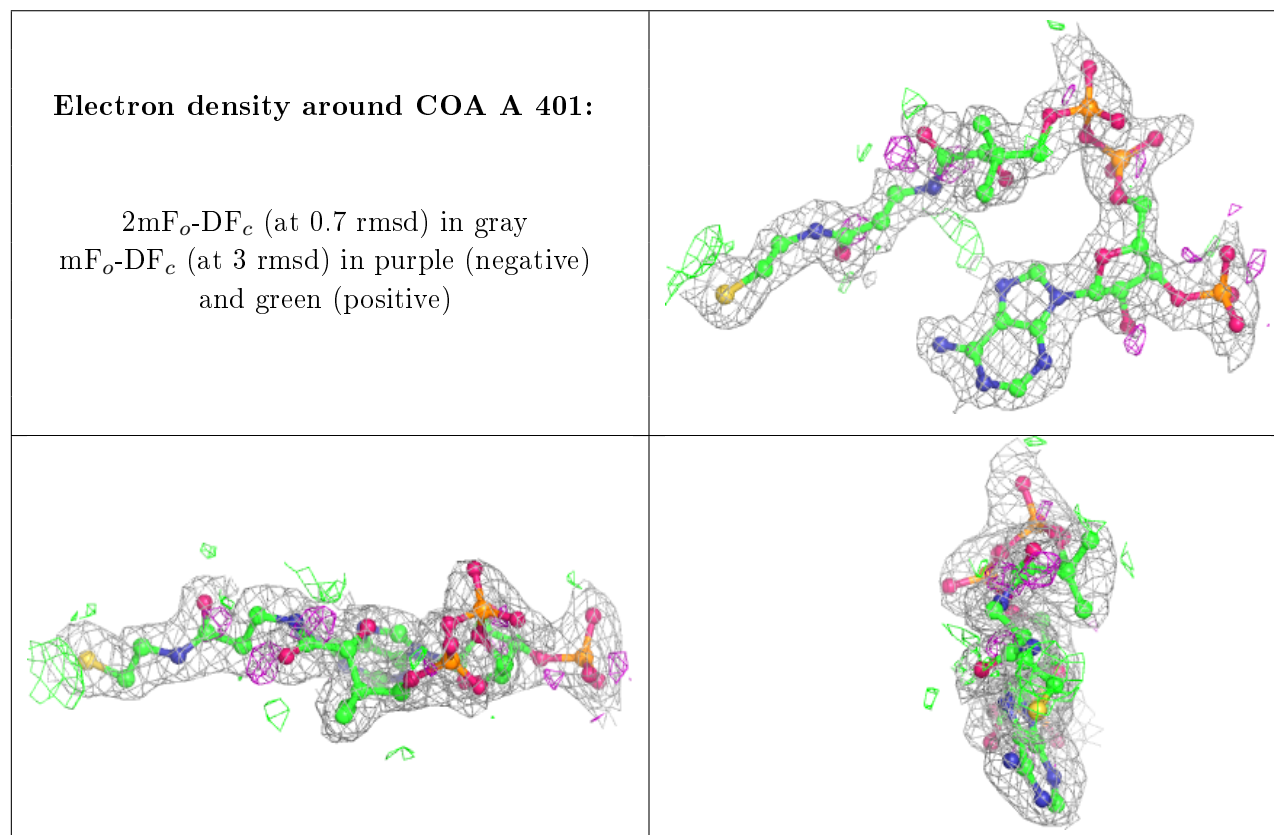 Electron density around COA A 401:
2mFₒ-DF𝑐 (at 0.7 rmsd) in gray
mFₒ-DF𝑐 (at 3 rmsd) in purple (negative)
and green (positive)